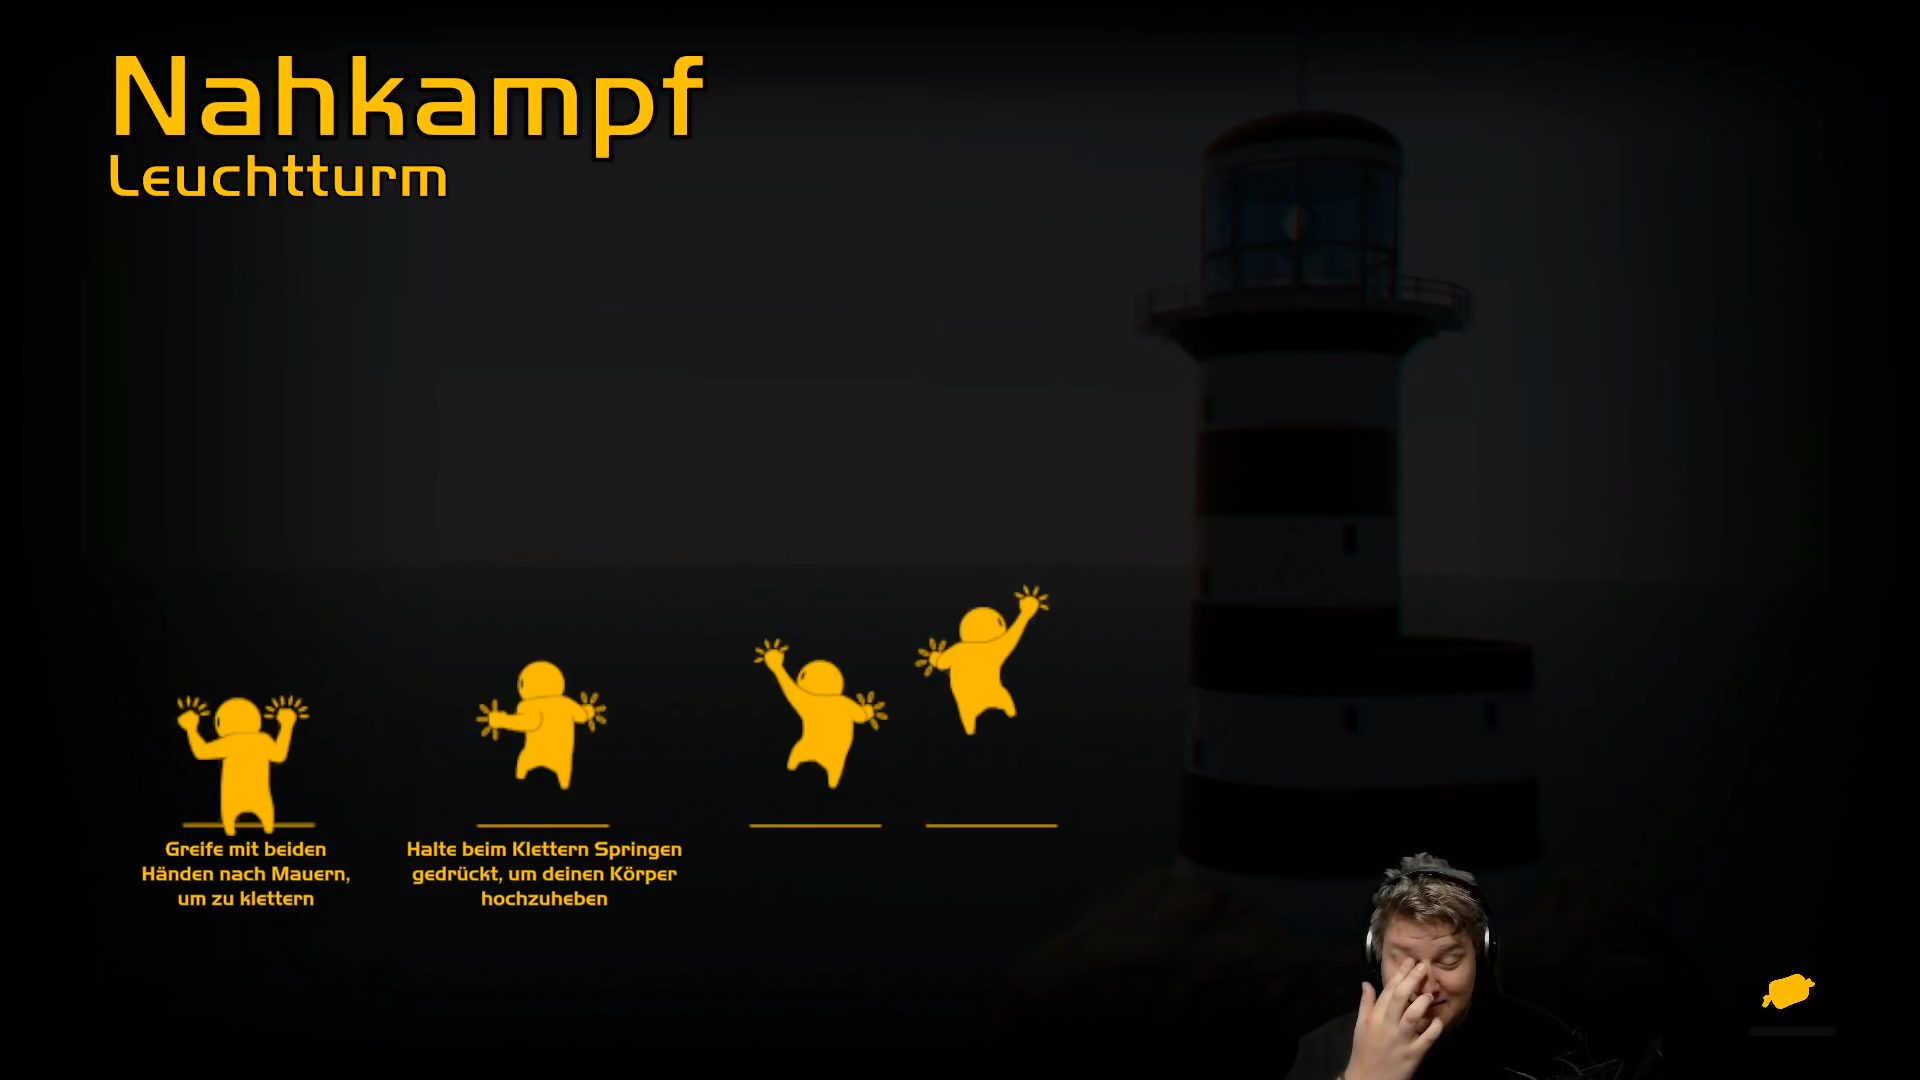 Nahkampf
Leuchtturm
Greife mit beiden
Händen nach Mauern,
um zu klettern
Halte beim Klettern Springen
gedrückt, um deinen Körper
hochzuheben